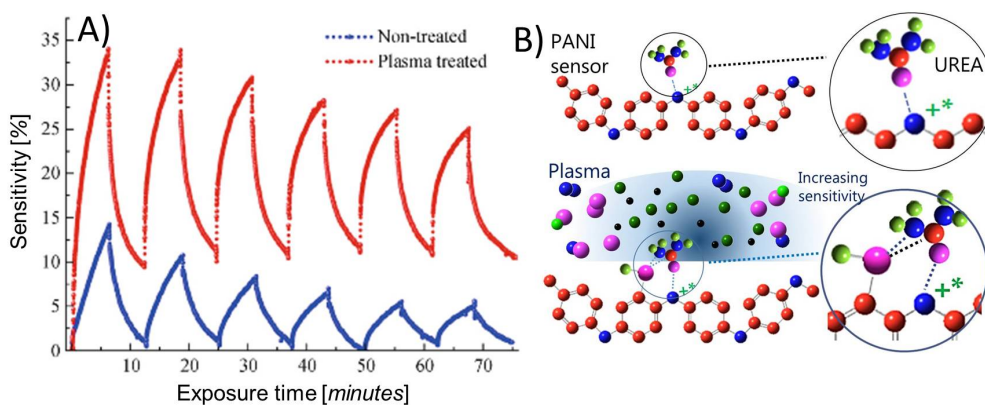 A)
Non-treated
Plasma treated
Sensitivity [%]
35
30
25
20
15
10
5
0
0 10 20 30 40 50 60 70
Exposure time [minutes]
B)
PANI
sensor
+*
UREA
+*
Plasma
Increasing
sensitivity
+*
+*